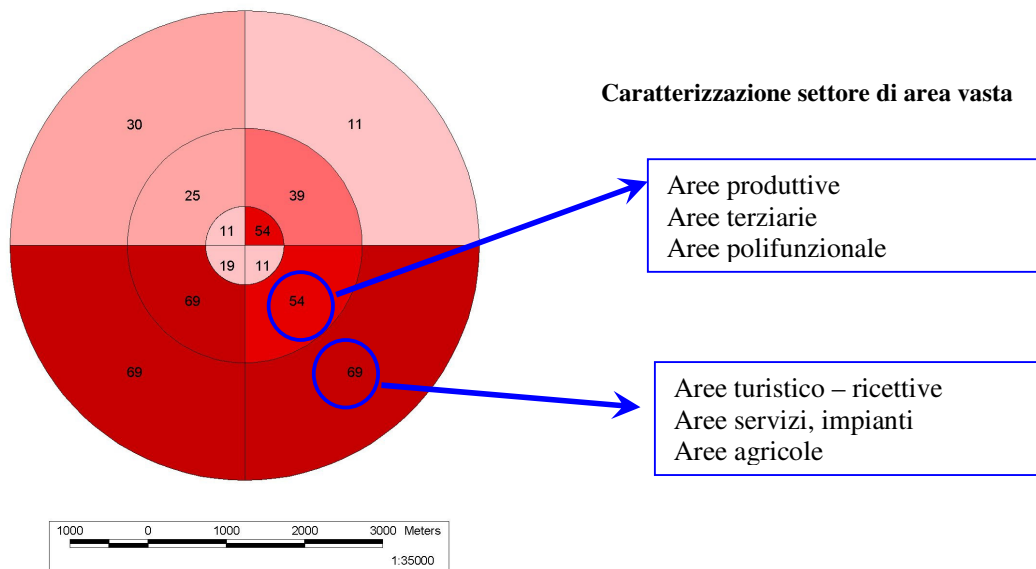 Caratterizzazione settore di area vasta
30
11
25
39
11
54
19
11
69
54
69
69
Aree produttive
Aree terziarie
Aree polifunzionale
Aree turistico – ricettive
Aree servizi, impianti
Aree agricole
1000 0 1000 2000 3000 Meters
1:35000